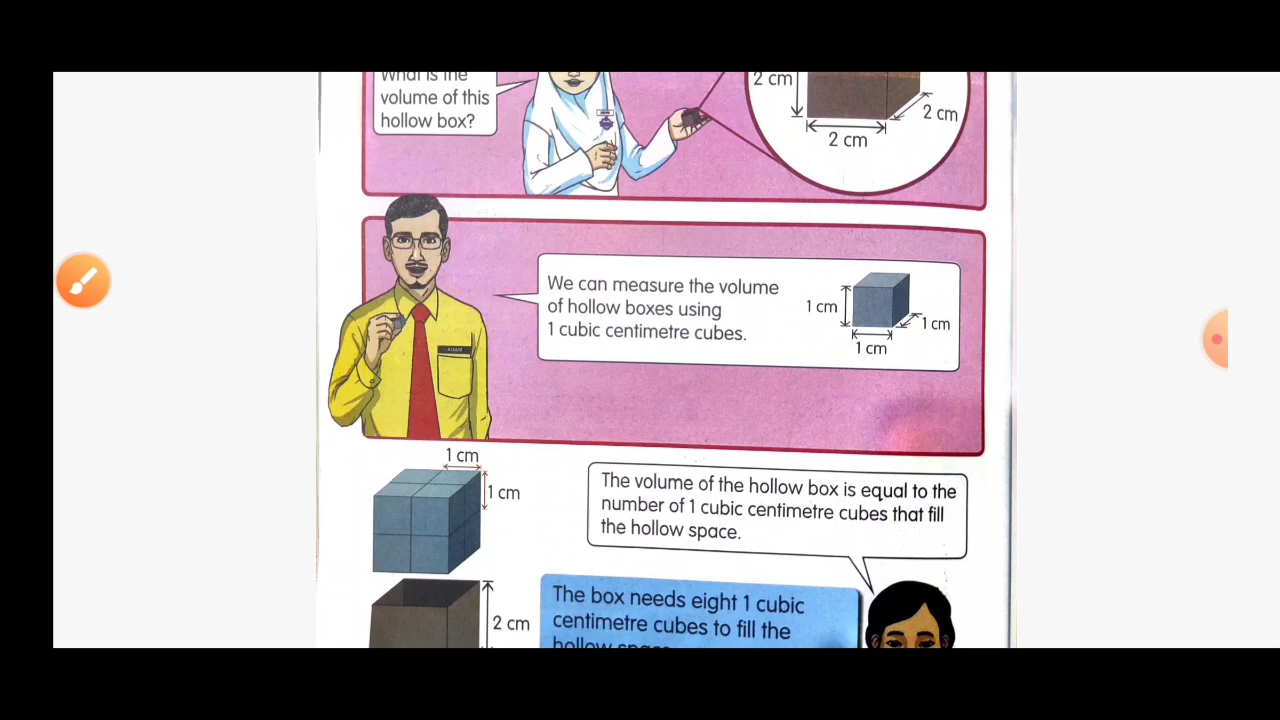 What is the
volume of this
hollow box?
2 cm
2 cm
2 cm
We can measure the volume
of hollow boxes using
1 cubic centimetre cubes.
1 cm
1 cm
1 cm
1 cm
1 cm
The volume of the hollow box is equal to the
number of 1 cubic centimetre cubes that fill
the hollow space.
The box needs eight 1 cubic
centimetre cubes to fill the
hollow space
2 cm